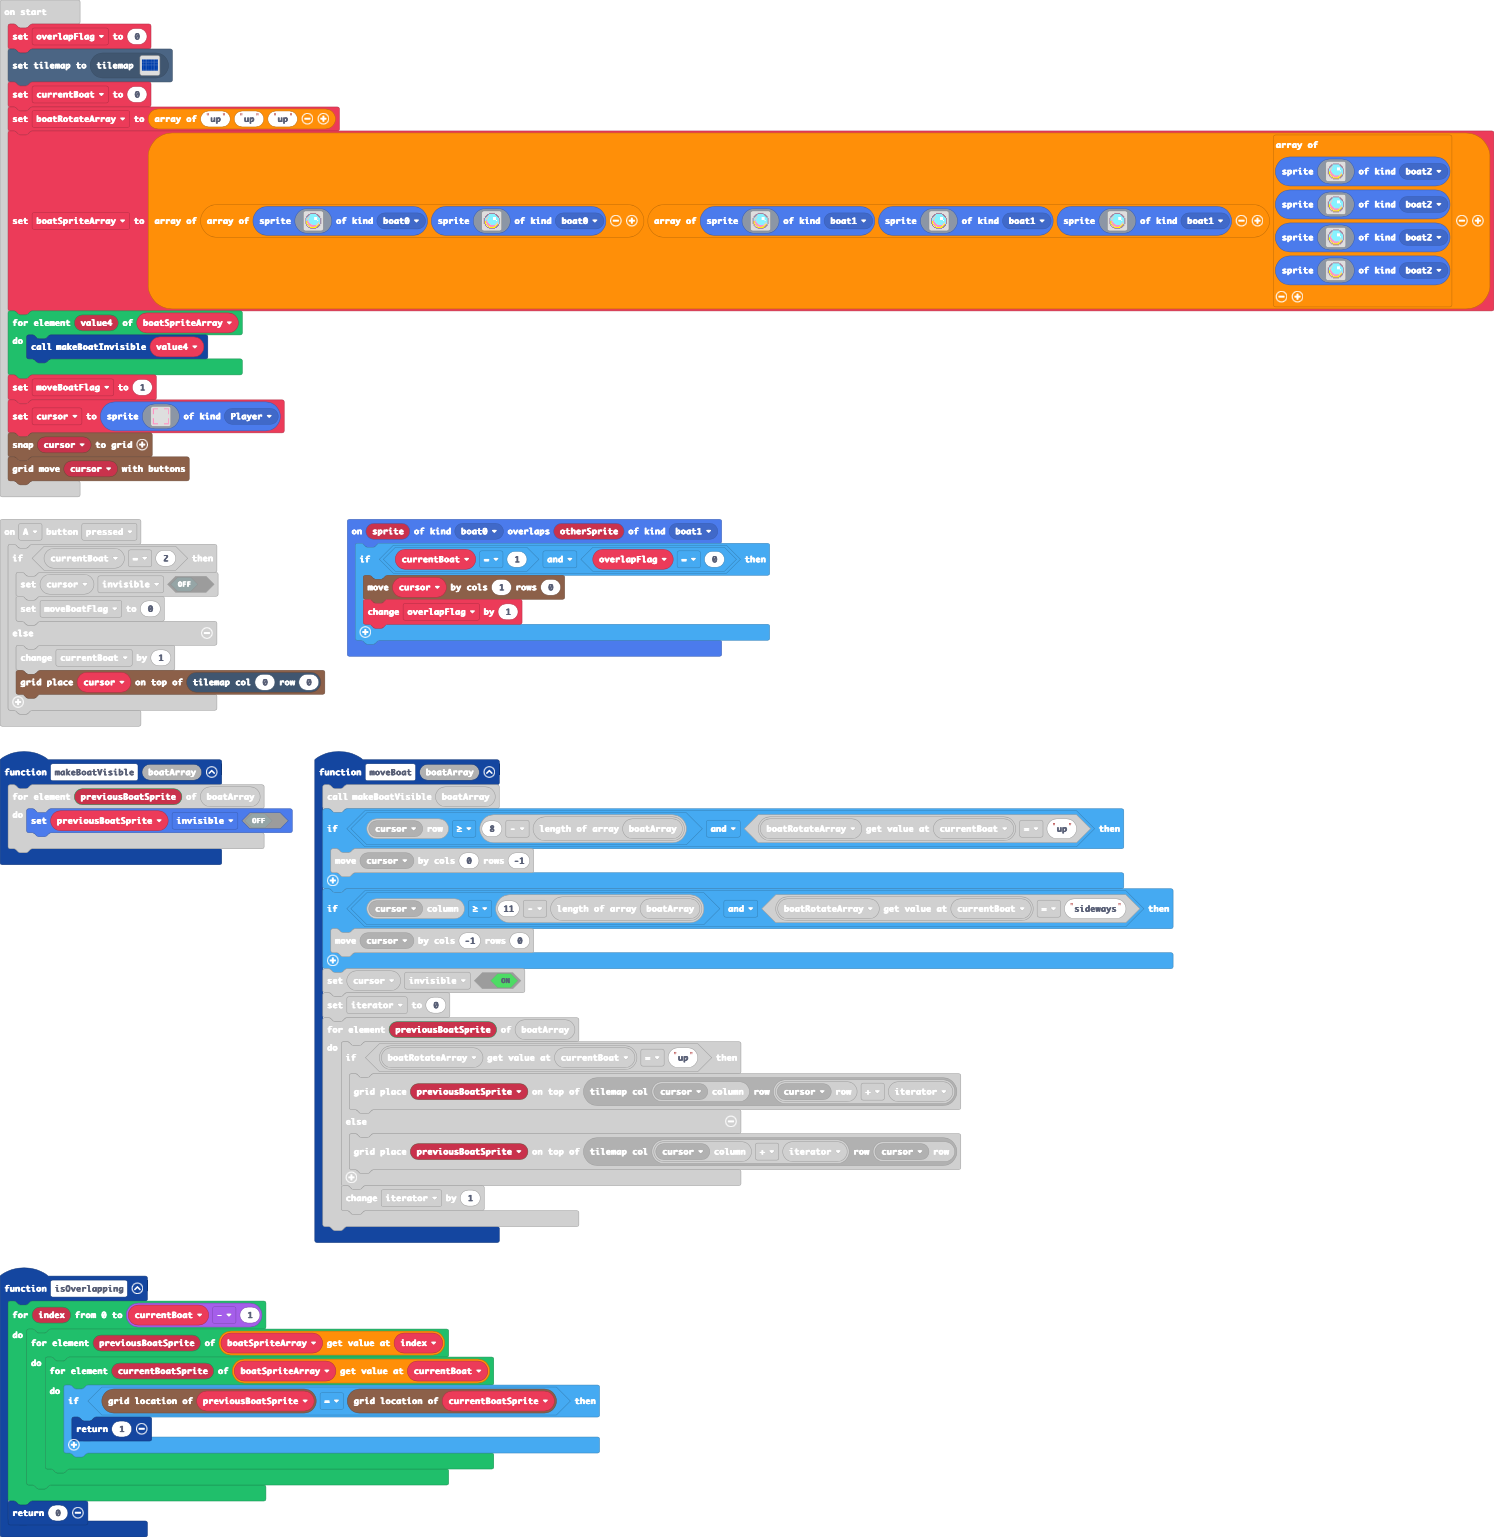 on start
set overlapFlag to 0
set tilemap to tilemap
set currentBoat to 0
set boatRotateArray to array of "up" "up" "up"
array of
sprite of kind boat2
sprite of kind boat2
set boatSpriteArray to array of array of sprite of kind boat0 sprite of kind boat0 array of sprite of kind boat1 sprite of kind boat1 sprite of kind boat1
sprite of kind boat2
sprite of kind boat2
for element value4 of boatSpriteArray
do call makeBoatInvisible value4
set moveBoatFlag to 1
set cursor to sprite of kind Player
snap cursor to grid
grid move cursor with buttons
on A button pressed
if currentBoat = 2 then
set cursor invisible OFF
set moveBoatFlag to 0
else
change currentBoat by 1
grid place cursor on top of tilemap col 0 row 0
on sprite of kind boat0 overlaps otherSprite of kind boat1
if currentBoat = 1 and overlapFlag = 0 then
move cursor by cols 1 rows 0
change overlapFlag by 1
function makeBoatVisible boatArray
for element previousBoatSprite of boatArray
do set previousBoatSprite invisible OFF
function moveBoat boatArray
call makeBoatVisible boatArray
if cursor row ≥ 8 - length of array boatArray and boatRotateArray get value at currentBoat = "up" then
move cursor by cols 0 rows -1
if cursor column ≥ 11 - length of array boatArray and boatRotateArray get value at currentBoat = "sideways" then
move cursor by cols -1 rows 0
set cursor invisible ON
set iterator to 0
for element previousBoatSprite of boatArray
do if boatRotateArray get value at currentBoat = "up" then
grid place previousBoatSprite on top of tilemap col cursor column row cursor row + iterator
else
grid place previousBoatSprite on top of tilemap col cursor column + iterator row cursor row
change iterator by 1
function isOverlapping
for index from 0 to currentBoat - 1
do for element previousBoatSprite of boatSpriteArray get value at index
do for element currentBoatSprite of boatSpriteArray get value at currentBoat
do if grid location of previousBoatSprite = grid location of currentBoatSprite then
return 1
return 0